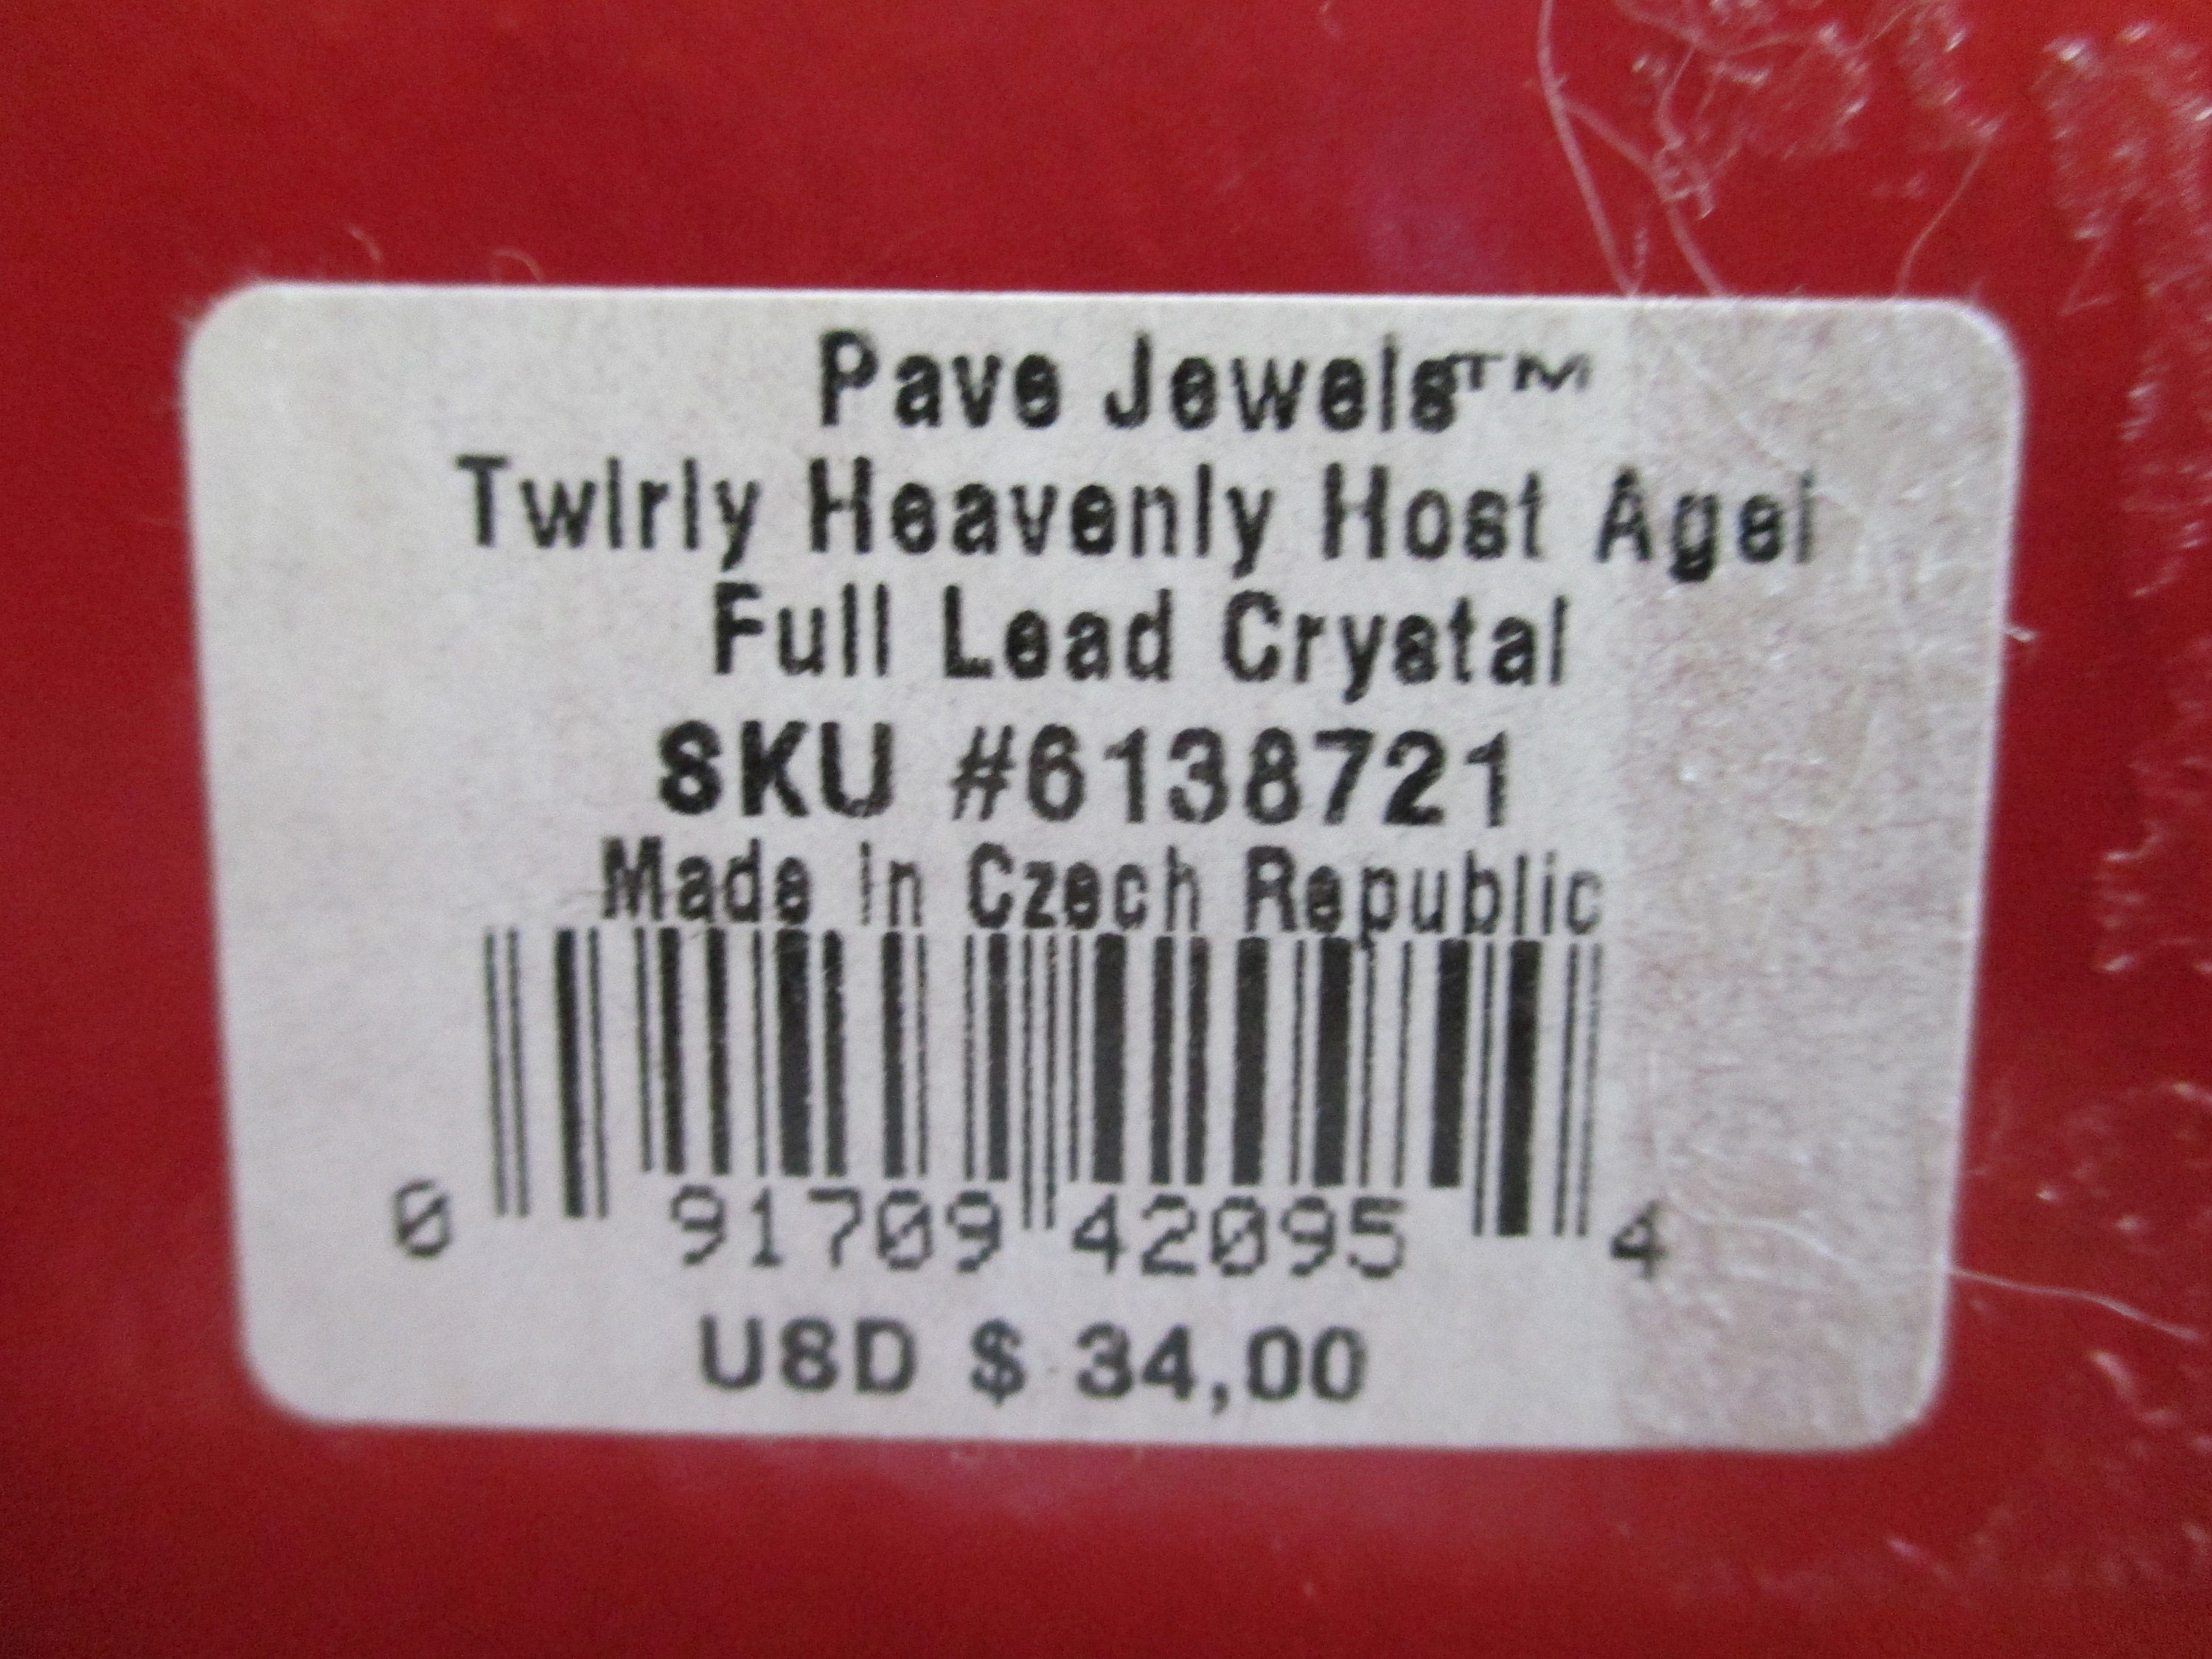 Pave Jewels™
Twirly Heavenly Host Agel
Full Lead Crystal
SKU #6138721
Made in Czech Republic
0 91709 42095 4
USD $ 34,00